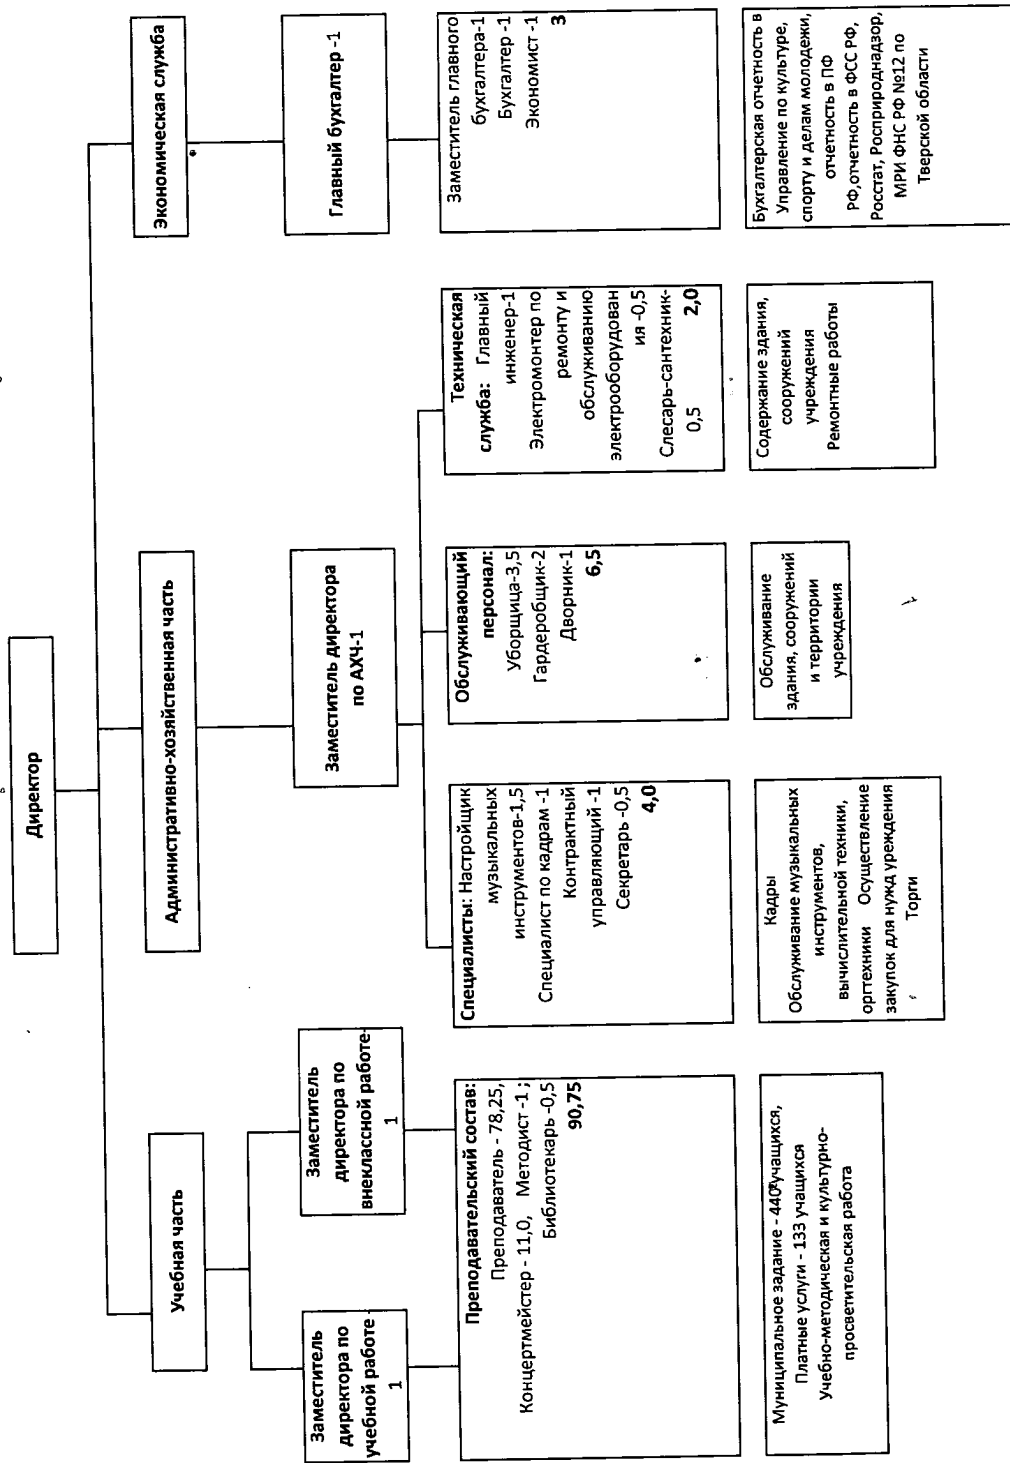 Директор
Учебная часть
Административно-хозяйственная часть
Экономическая служба
Заместитель
директора по
учебной работе
1
Заместитель
директора по
внеклассной работе-
1
Заместитель директора
по АХЧ-1
Главный бухгалтер -1
Преподавательский состав:
Преподаватель - 78,25,
Концертмейстер - 11,0, Методист -1 ;
Библиотекарь -0,5
90,75
Специалисты: Настройщик
музыкальных
инструментов-1,5
Специалист по кадрам -1
Контрактный
управляющий -1
Секретарь -0,5
4,0
Обслуживающий
персонал:
Уборщица-3,5
Гардеробщик-2
Дворник-1
6,5
Техническая
служба: Главный
инженер-1
Электромонтер по
ремонту и
обслуживанию
электрооборудован
ия -0,5
Слесарь-сантехник-
0,5 2,0
Заместитель главного
бухгалтера-1
Бухгалтер -1
Экономист -1
3
Муниципальное задание - 440 учащихся,
Платные услуги - 133 учащихся
Учебно-методическая и культурно-
просветительская работа
Кадры
Обслуживание музыкальных
инструментов,
вычислительной техники,
оргтехники Осуществление
закупок для нужд уреждения
Торги
Обслуживание
здания, сооружений
и территории
учреждения
Содержание здания,
сооружений
учреждения
Ремонтные работы
Бухгалтерская отчетность в
Управление по культуре,
спорту и делам молодежи,
отчетность в ПФ
РФ,отчетность в ФСС РФ,
Росстат, Росприроднадзор,
МРИ ФНС РФ №12 по
Тверской области